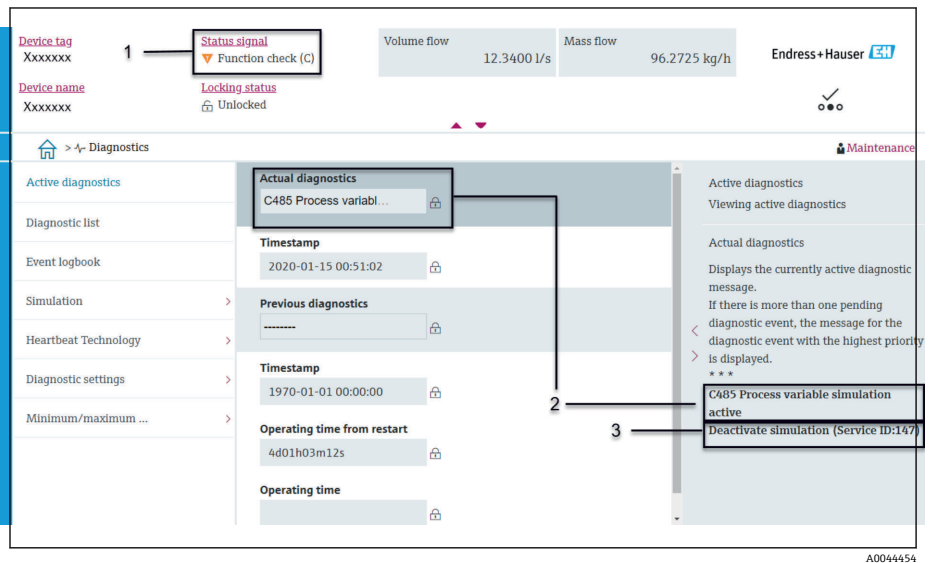 Device tag
Xxxxxxx
1
Status signal
Function check (C)
Volume flow
12.3400 l/s
Mass flow
96.2725 kg/h
Endress+Hauser EH
Device name
Xxxxxxx
Locking status
Unlocked
> Diagnostics
Maintenance
Active diagnostics
Diagnostic list
Event logbook
Simulation
Heartbeat Technology
Diagnostic settings
Minimum/maximum ...
Actual diagnostics
C485 Process variabl...
Timestamp
2020-01-15 00:51:02
Previous diagnostics
--------
Timestamp
1970-01-01 00:00:00
Operating time from restart
4d01h03m12s
Operating time
Active diagnostics
Viewing active diagnostics
Actual diagnostics
Displays the currently active diagnostic
message.
If there is more than one pending
diagnostic event, the message for the
diagnostic event with the highest priority
is displayed.
* * *
2
C485 Process variable simulation
active
3
Deactivate simulation (Service ID:147)
A0044454